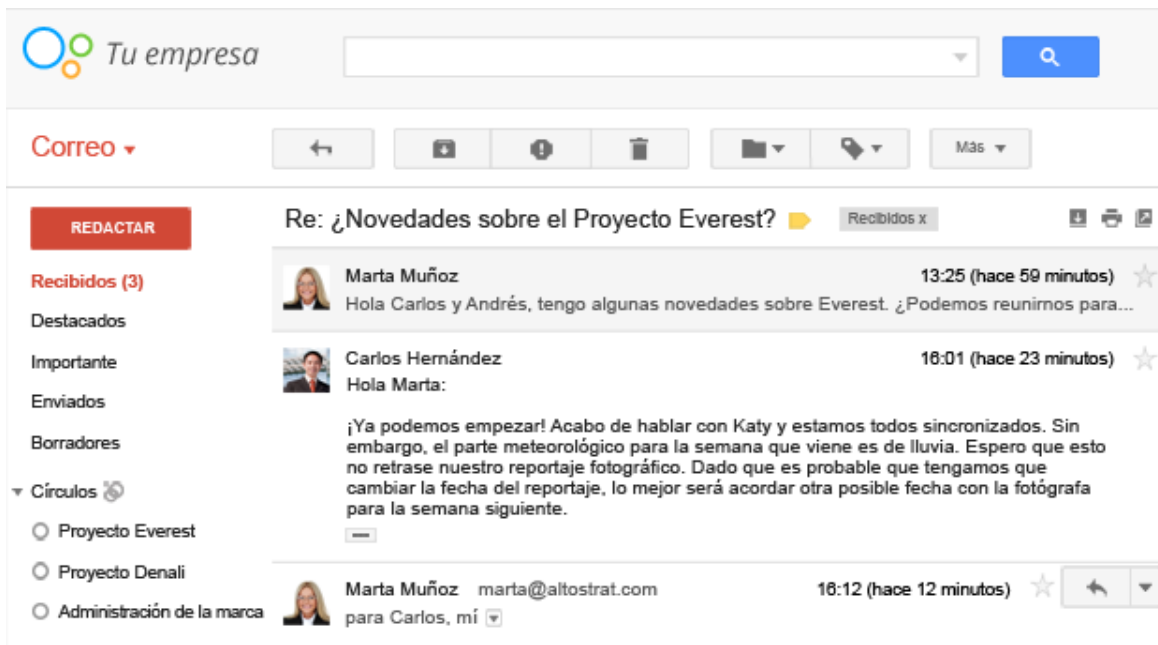 Tu empresa
Correo
Más
REDACTAR
Recibidos (3)
Destacados
Importante
Enviados
Borradores
Círculos
Proyecto Everest
Proyecto Denali
Administración de la marca
Re: ¿Novedades sobre el Proyecto Everest?
Recibidos x
Marta Muñoz
13:25 (hace 59 minutos)
Hola Carlos y Andrés, tengo algunas novedades sobre Everest. ¿Podemos reunirnos para...
Carlos Hernández
16:01 (hace 23 minutos)
Hola Marta:
¡Ya podemos empezar! Acabo de hablar con Katy y estamos todos sincronizados. Sin
embargo, el parte meteorológico para la semana que viene es de lluvia. Espero que esto
no retrase nuestro reportaje fotográfico. Dado que es probable que tengamos que
cambiar la fecha del reportaje, lo mejor será acordar otra posible fecha con la fotógrafa
para la semana siguiente.
Marta Muñoz marta@altostrat.com
16:12 (hace 12 minutos)
para Carlos, mí